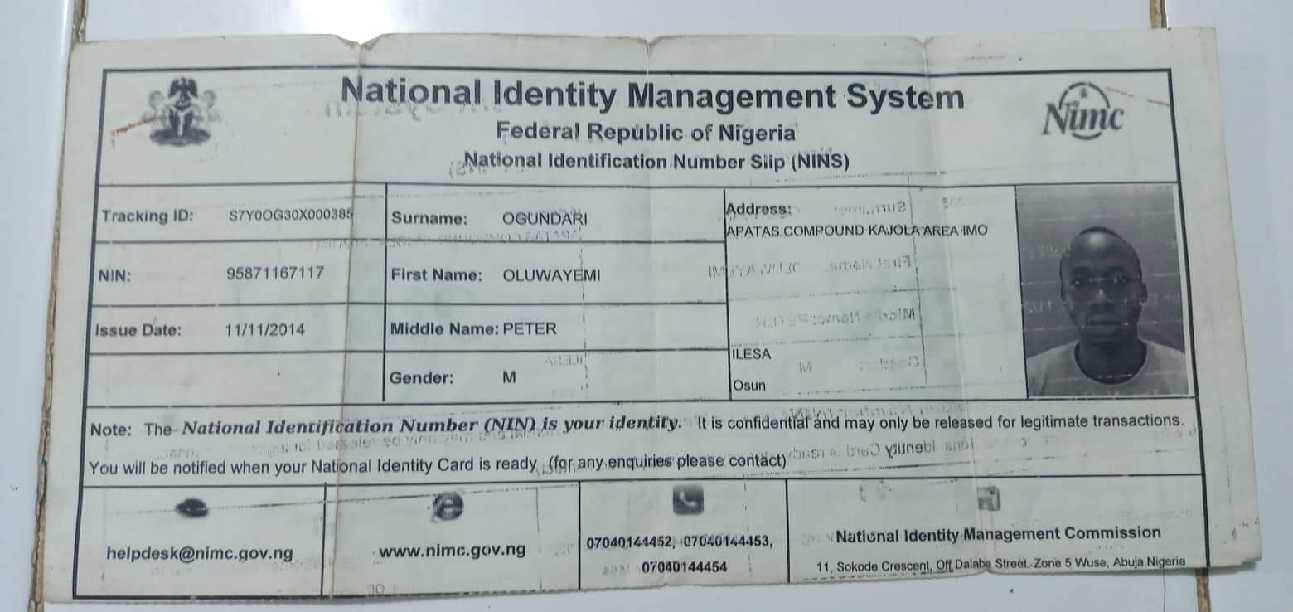 National Identity Management System
Federal Republic of Nigeria
National Identification Number Slip (NINS)
Nimc
Tracking ID: S7Y0OG30X000385
Surname: OGUNDARI
Address:
APATAS COMPOUND KAJOLA AREA IMO
NIN: 95871167117
First Name: OLUWAYEMI
Issue Date: 11/11/2014
Middle Name: PETER
Gender: M
ILESA
Osun
Note: The National Identification Number (NIN) is your identity. It is confidential and may only be released for legitimate transactions.
You will be notified when your National Identity Card is ready (for any enquiries please contact)
helpdesk@nimc.gov.ng
www.nimc.gov.ng
07040144452, 07040144453,
07040144454
National Identity Management Commission
11, Sokode Crescent, Off Dalaba Street, Zone 5 Wuse, Abuja Nigeria